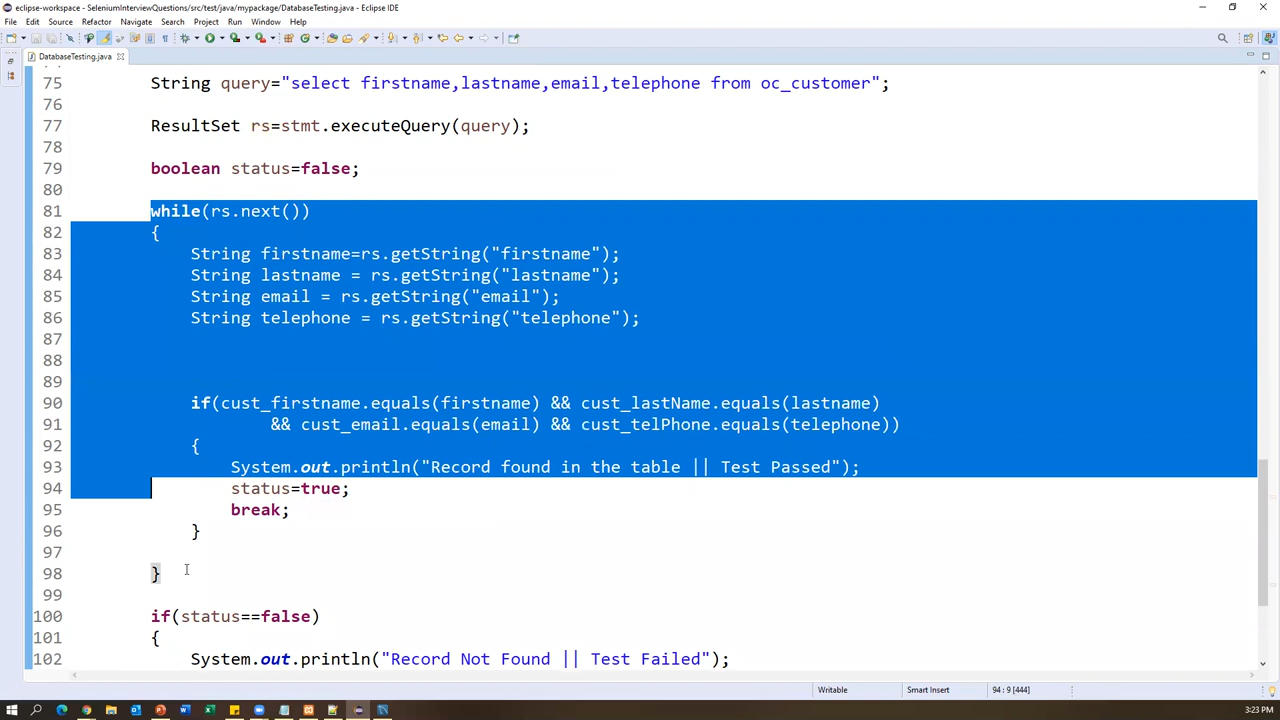 eclipse-workspace - SeleniumInterviewQuestions/src/test/java/mypackage/DatabaseTesting.java - Eclipse IDE
File Edit Source Refactor Navigate Search Project Run Window Help
DatabaseTesting.java
75 String query="select firstname,lastname,email,telephone from oc_customer";
76
77 ResultSet rs=stmt.executeQuery(query);
78
79 boolean status=false;
80
81 while(rs.next())
82 {
83 String firstname=rs.getString("firstname");
84 String lastname = rs.getString("lastname");
85 String email = rs.getString("email");
86 String telephone = rs.getString("telephone");
87
88
89
90 if(cust_firstname.equals(firstname) && cust_lastName.equals(lastname)
91 && cust_email.equals(email) && cust_telPhone.equals(telephone))
92 {
93 System.out.println("Record found in the table || Test Passed");
94 status=true;
95 break;
96 }
97
98 }
99
100 if(status==false)
101 {
102 System.out.println("Record Not Found || Test Failed");
Writable Smart Insert 94 : 9 [444]
3:23 PM